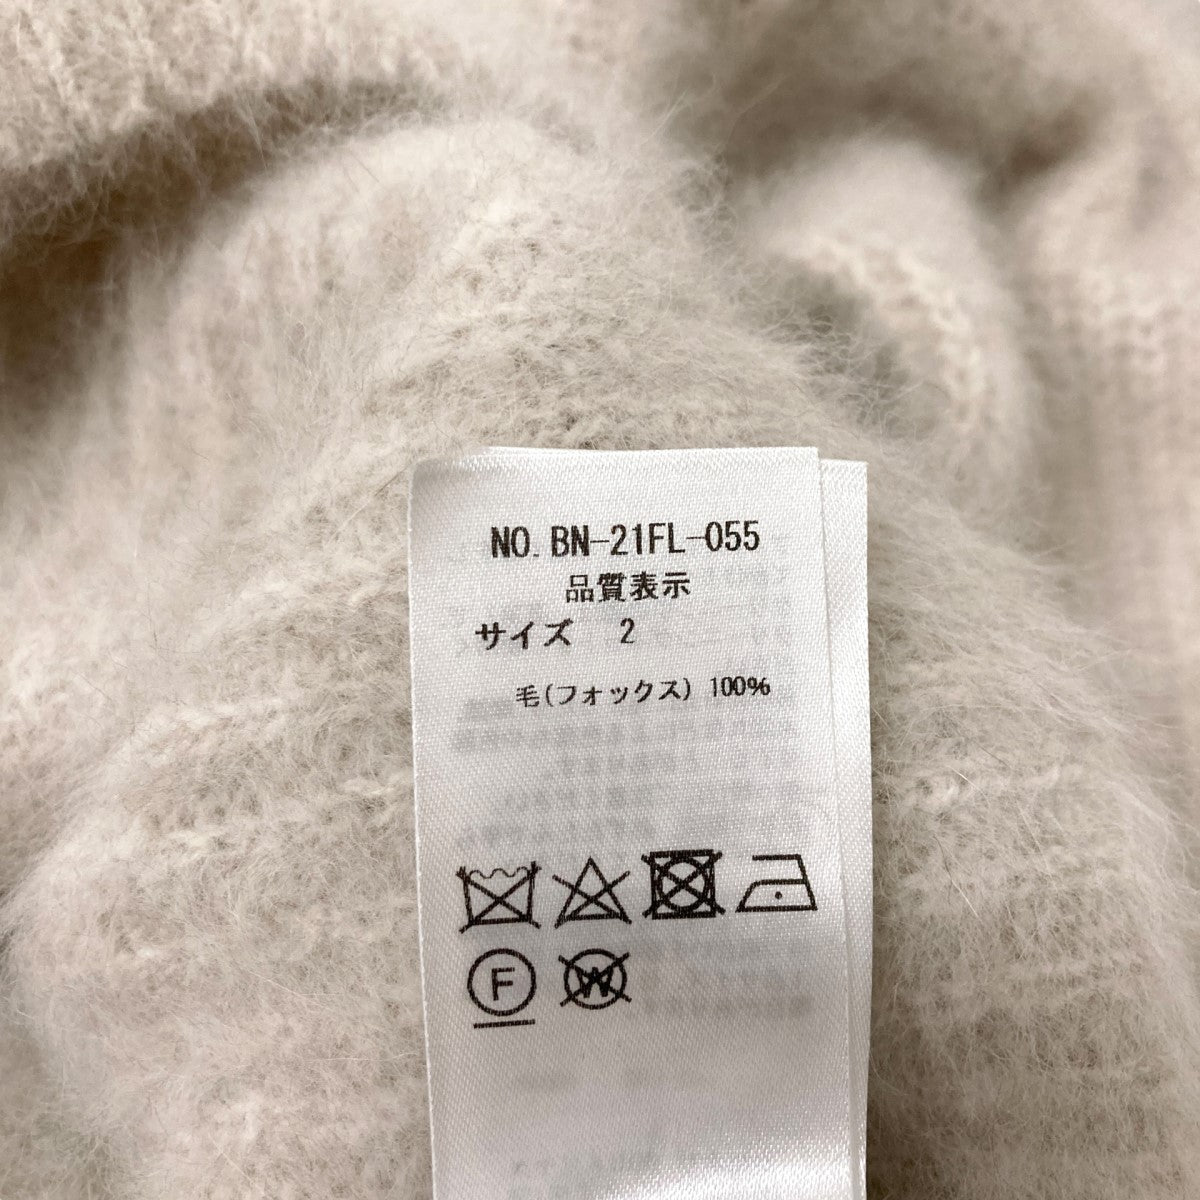 NO. BN-21FL-055
品質表示
サイズ 2
毛(フォックス) 100%
F
W